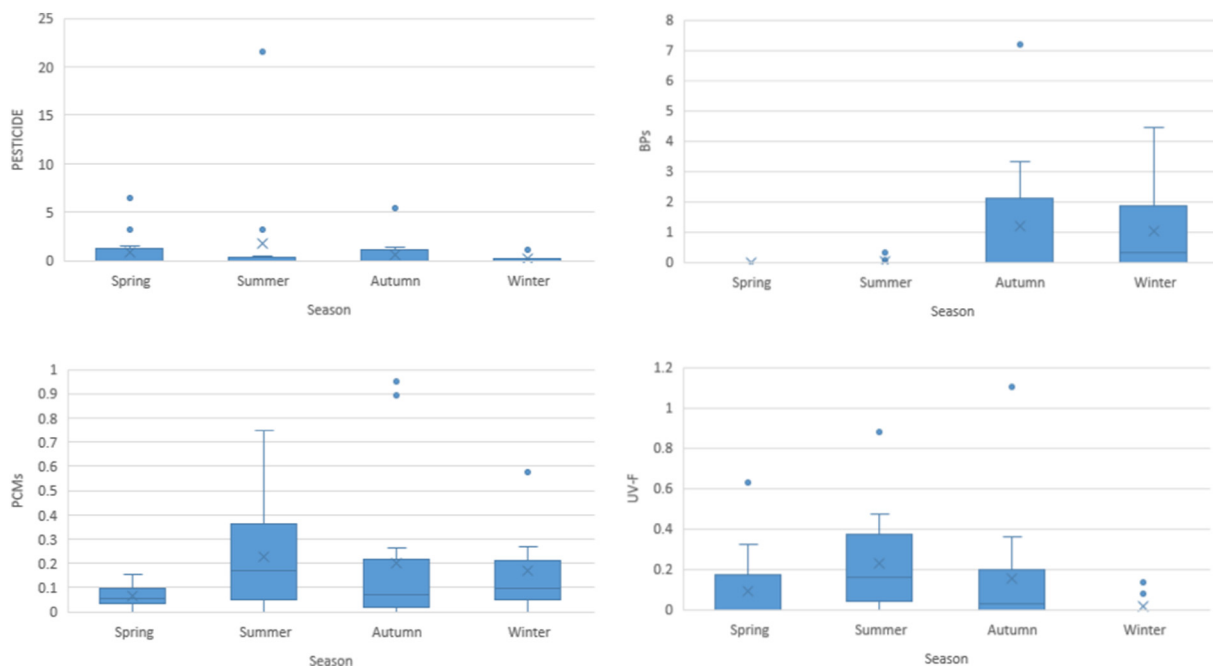 25
20
15
10
5
0
PESTICIDE
Spring Summer Autumn Winter
Season
8
7
6
5
4
3
2
1
0
BPs
Spring Summer Autumn Winter
Season
1
0.9
0.8
0.7
0.6
0.5
0.4
0.3
0.2
0.1
0
PCMs
Spring Summer Autumn Winter
Season
1.2
1
0.8
0.6
0.4
0.2
0
UV-F
Spring Summer Autumn Winter
Season